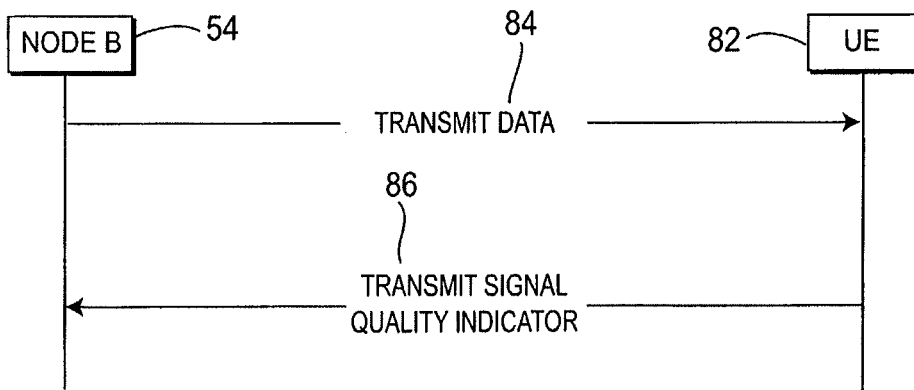 NODE B
54
84
82
UE
TRANSMIT DATA
86
TRANSMIT SIGNAL
QUALITY INDICATOR